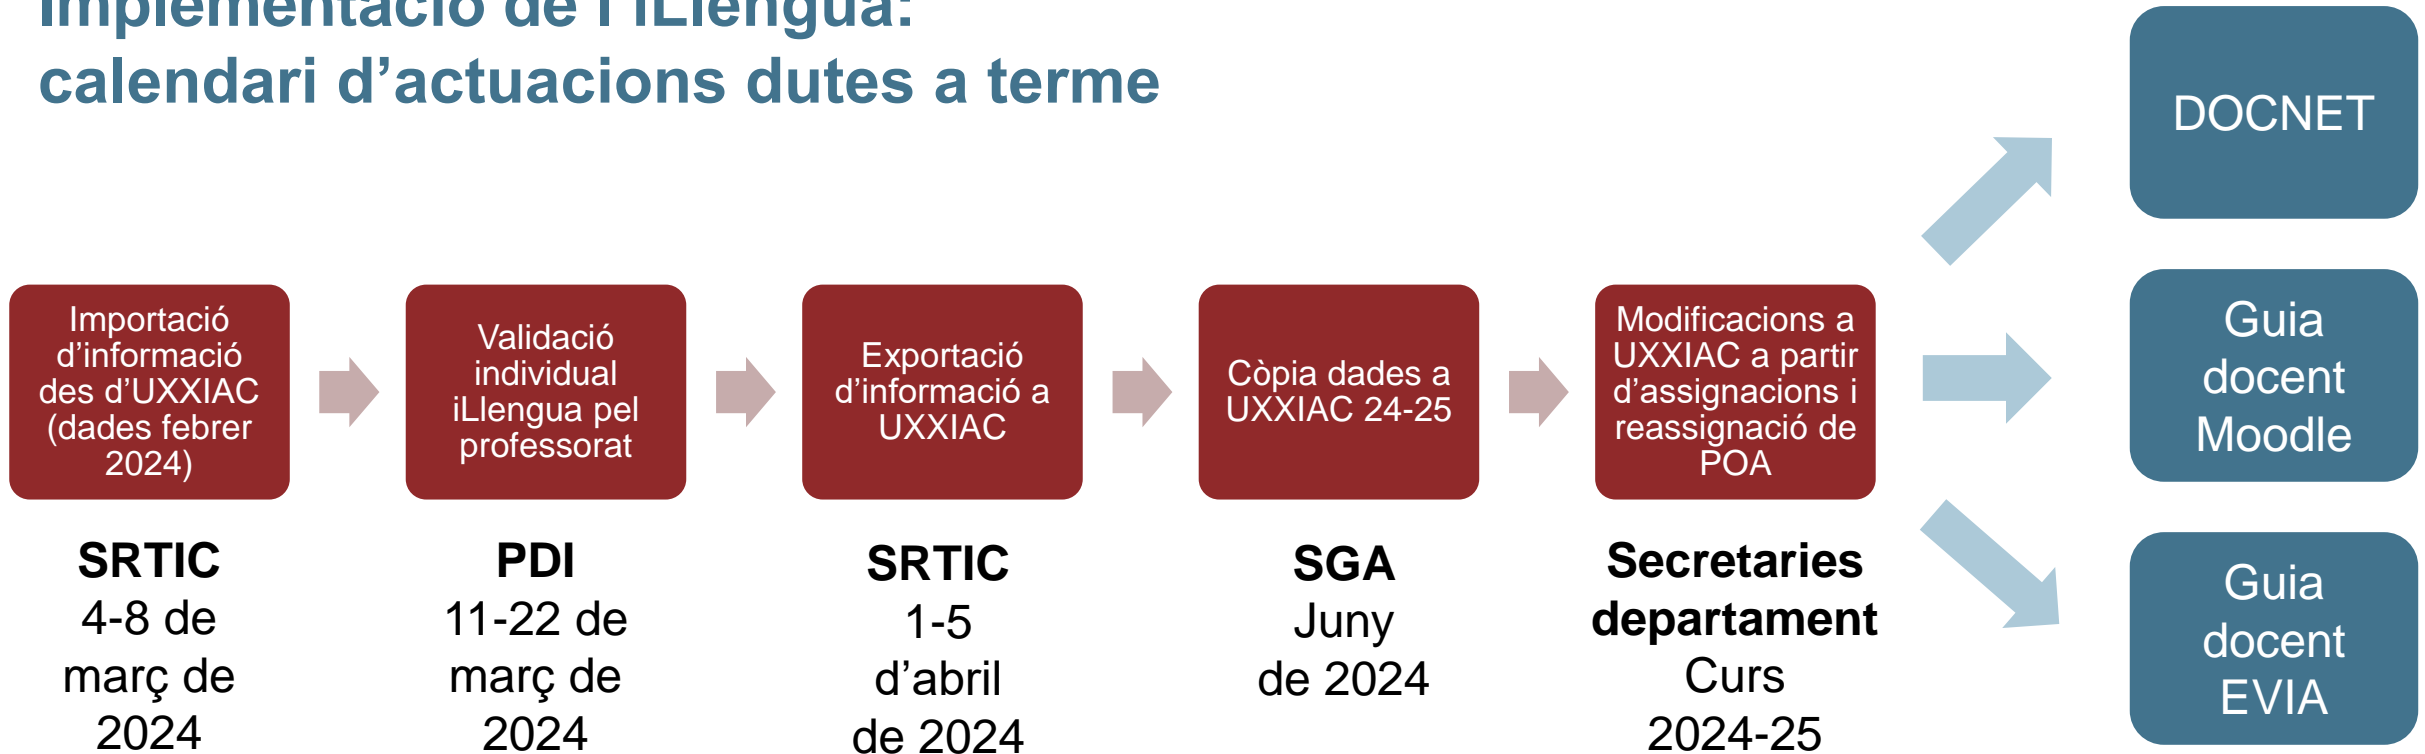 Implementació de l’iLlengua:
calendari d’actuacions dutes a terme
Importació
d’informació
des d’UXXIAC
(dades febrer
2024)
Validació
individual
iLlengua pel
professorat
Exportació
d’informació a
UXXIAC
Còpia dades a
UXXIAC 24-25
Modificacions a
UXXIAC a partir
d’assignacions i
reassignació de
POA
SRTIC
4-8 de
març de
2024
PDI
11-22 de
març de
2024
SRTIC
1-5
d’abril
de 2024
SGA
Juny
de 2024
Secretaries
departament
Curs
2024-25
DOCNET
Guia
docent
Moodle
Guia
docent
EVIA